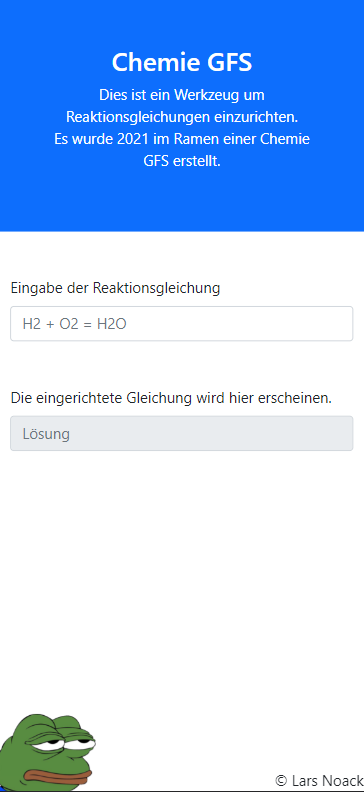 Chemie GFS
Dies ist ein Werkzeug um
Reaktionsgleichungen einzurichten.
Es wurde 2021 im Ramen einer Chemie
GFS erstellt.
Eingabe der Reaktionsgleichung
H2 + O2 = H2O
Die eingerichtete Gleichung wird hier erscheinen.
Lösung
© Lars Noack